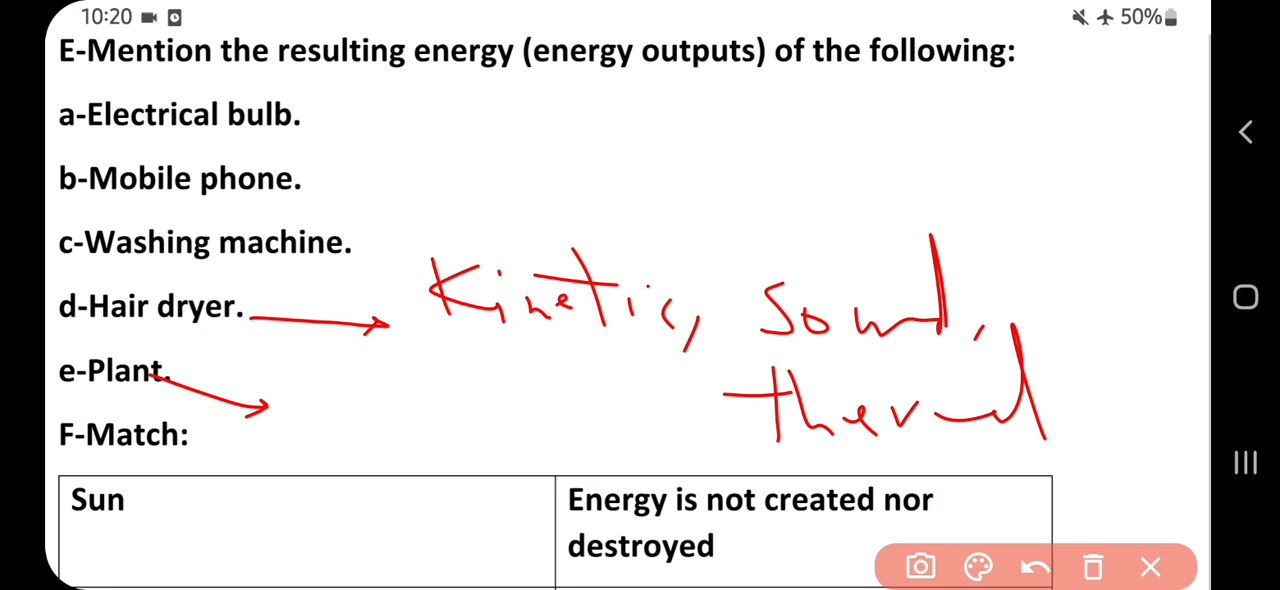 10:20
50%
E-Mention the resulting energy (energy outputs) of the following:
a-Electrical bulb.
b-Mobile phone.
c-Washing machine.
d-Hair dryer.
Kinetic, Sound,
thermal
e-Plant.
F-Match:
Sun
Energy is not created nor
destroyed